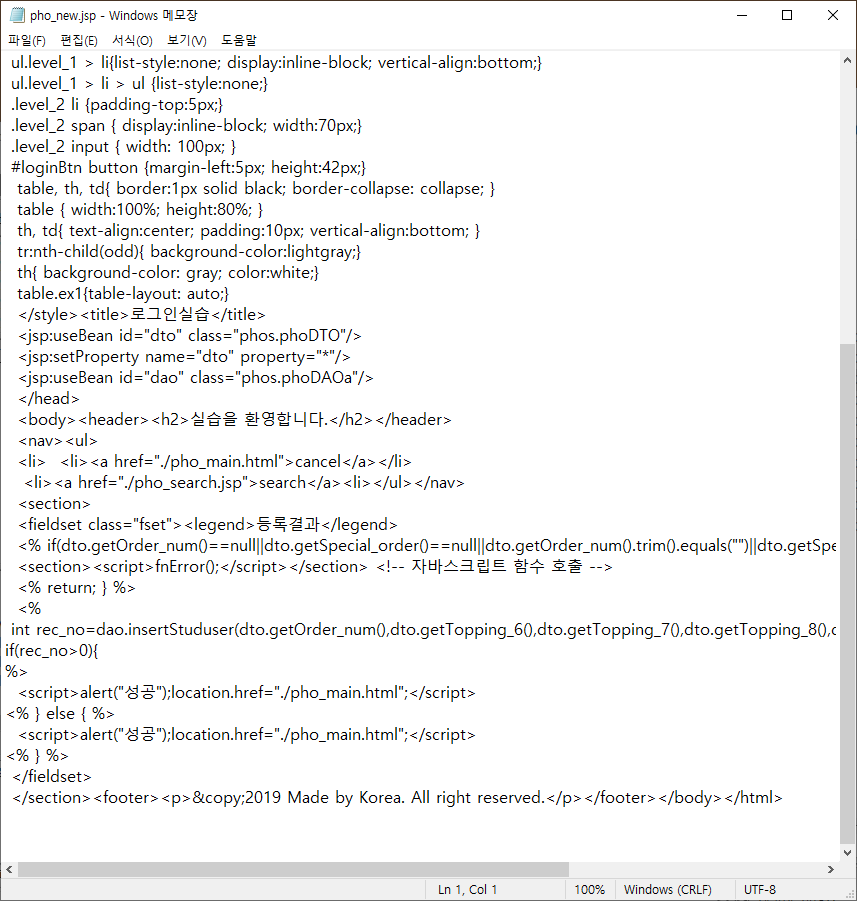 pho_new.jsp - Windows 메모장
파일(F) 편집(E) 서식(O) 보기(V) 도움말
ul.level_1 > li{list-style:none; display:inline-block; vertical-align:bottom;}
ul.level_1 > li > ul {list-style:none;}
.level_2 li {padding-top:5px;}
.level_2 span { display:inline-block; width:70px;}
.level_2 input { width: 100px; }
#loginBtn button {margin-left:5px; height:42px;}
table, th, td{ border:1px solid black; border-collapse: collapse; }
table { width:100%; height:80%; }
th, td{ text-align:center; padding:10px; vertical-align:bottom; }
tr:nth-child(odd){ background-color:lightgray;}
th{ background-color: gray; color:white;}
table.ex1{table-layout: auto;}
</style><title>로그인실습</title>
<jsp:useBean id="dto" class="phos.phoDTO"/>
<jsp:setProperty name="dto" property="*"/>
<jsp:useBean id="dao" class="phos.phoDAOa"/>
</head>
<body><header><h2>실습을 환영합니다.</h2></header>
<nav><ul>
<li>   <li><a href="./pho_main.html">cancel</a></li>
<li><a href="./pho_search.jsp">search</a><li></ul></nav>
<section>
<fieldset class="fset"><legend>등록결과</legend>
<% if(dto.getOrder_num()==null||dto.getSpecial_order()==null||dto.getOrder_num().trim().equals("")||dto.getSpe
<section><script>fnError();</script></section> <!-- 자바스크립트 함수 호출 -->
<% return; } %>
<%
int rec_no=dao.insertStuduser(dto.getOrder_num(),dto.getTopping_6(),dto.getTopping_7(),dto.getTopping_8(),c
if(rec_no>0){
%>
<script>alert("성공");location.href="./pho_main.html";</script>
<% } else { %>
<script>alert("성공");location.href="./pho_main.html";</script>
<% } %>
</fieldset>
</section><footer><p>&copy;2019 Made by Korea. All right reserved.</p></footer></body></html>
Ln 1, Col 1 100% Windows (CRLF) UTF-8